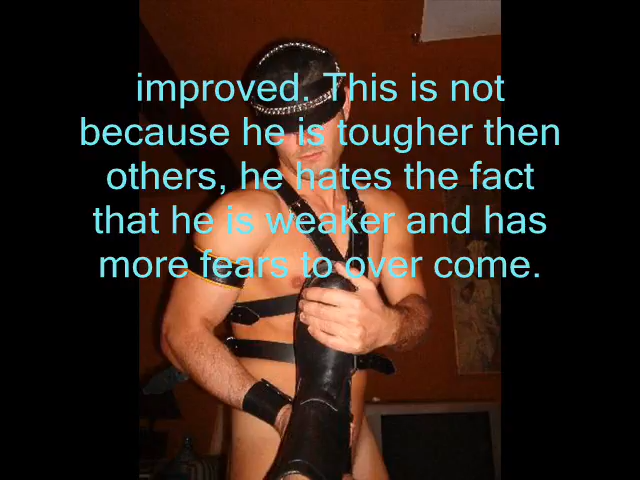 improved. This is not
because he is tougher then
others, he hates the fact
that he is weaker and has
more fears to over come.